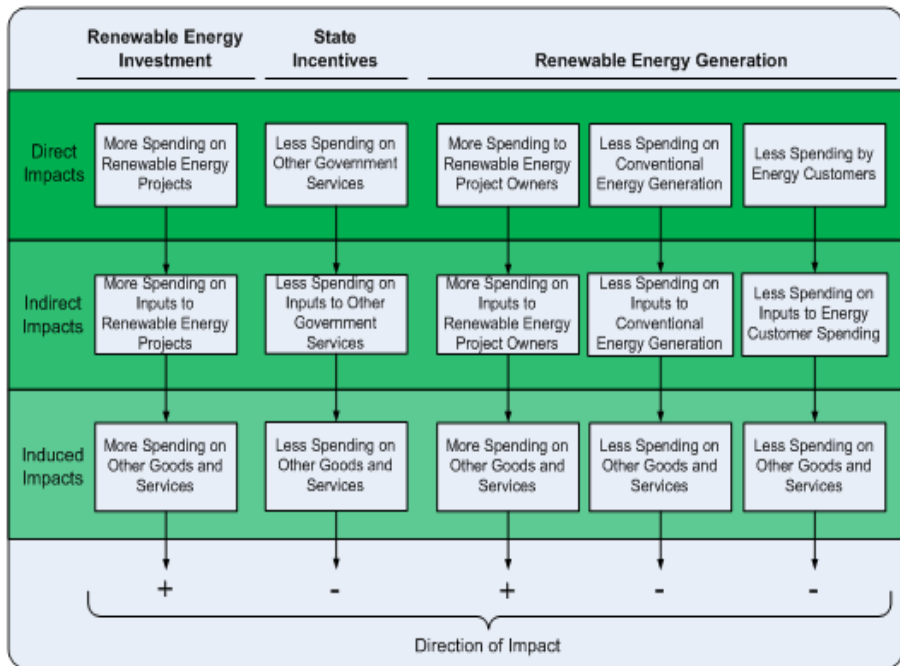 Renewable Energy
Investment
State
Incentives
Renewable Energy Generation
Direct
Impacts
More Spending on
Renewable Energy
Projects
Less Spending on
Other Government
Services
More Spending to
Renewable Energy
Project Owners
Less Spending on
Conventional
Energy Generation
Less Spending by
Energy Customers
Indirect
Impacts
More Spending on
Inputs to
Renewable Energy
Projects
Less Spending on
Inputs to Other
Government
Services
More Spending on
Inputs to
Renewable Energy
Project Owners
Less Spending on
Inputs to
Conventional
Energy Generation
Less Spending on
Inputs to Energy
Customer Spending
Induced
Impacts
More Spending on
Other Goods and
Services
Less Spending on
Other Goods and
Services
More Spending on
Other Goods and
Services
Less Spending on
Other Goods and
Services
Less Spending on
Other Goods and
Services
+
-
+
-
-
Direction of Impact